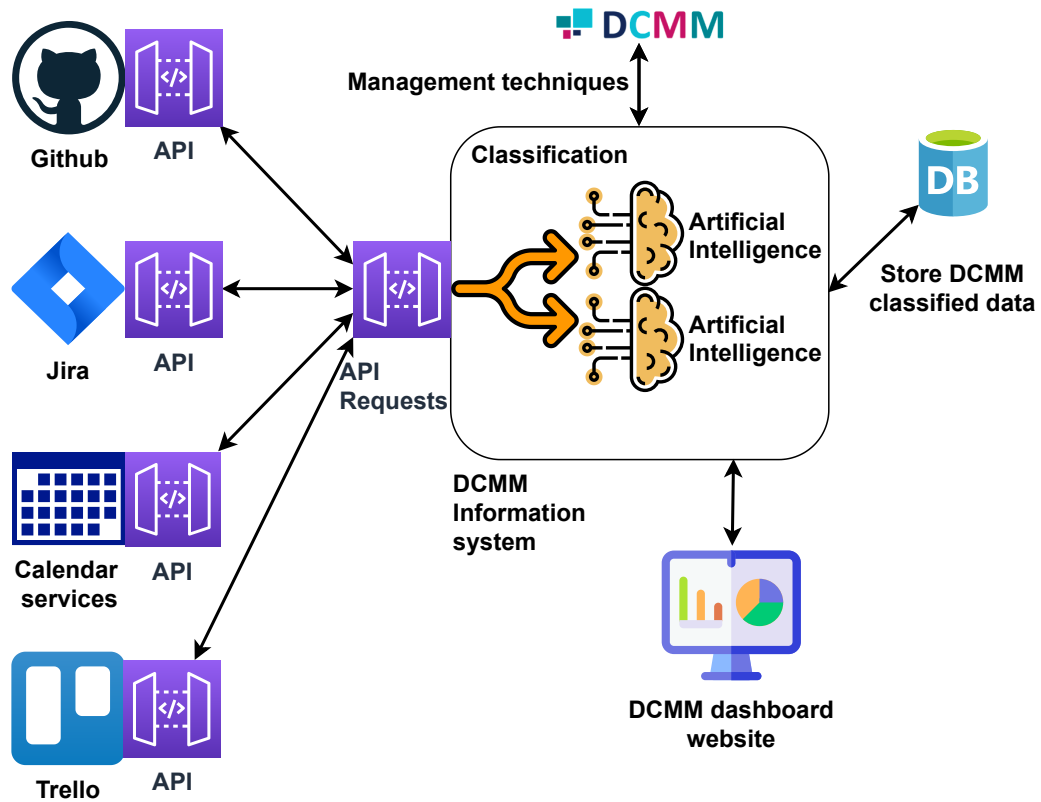 DCMM
Management techniques
Github
API
Classification
Artificial
Intelligence
DB
Store DCMM
classified data
</>
</>
</>
Jira
API
API
Requests
Artificial
Intelligence
</>
Calendar
services
API
DCMM
Information
system
</>
Trello
API
DCMM dashboard
website
</>